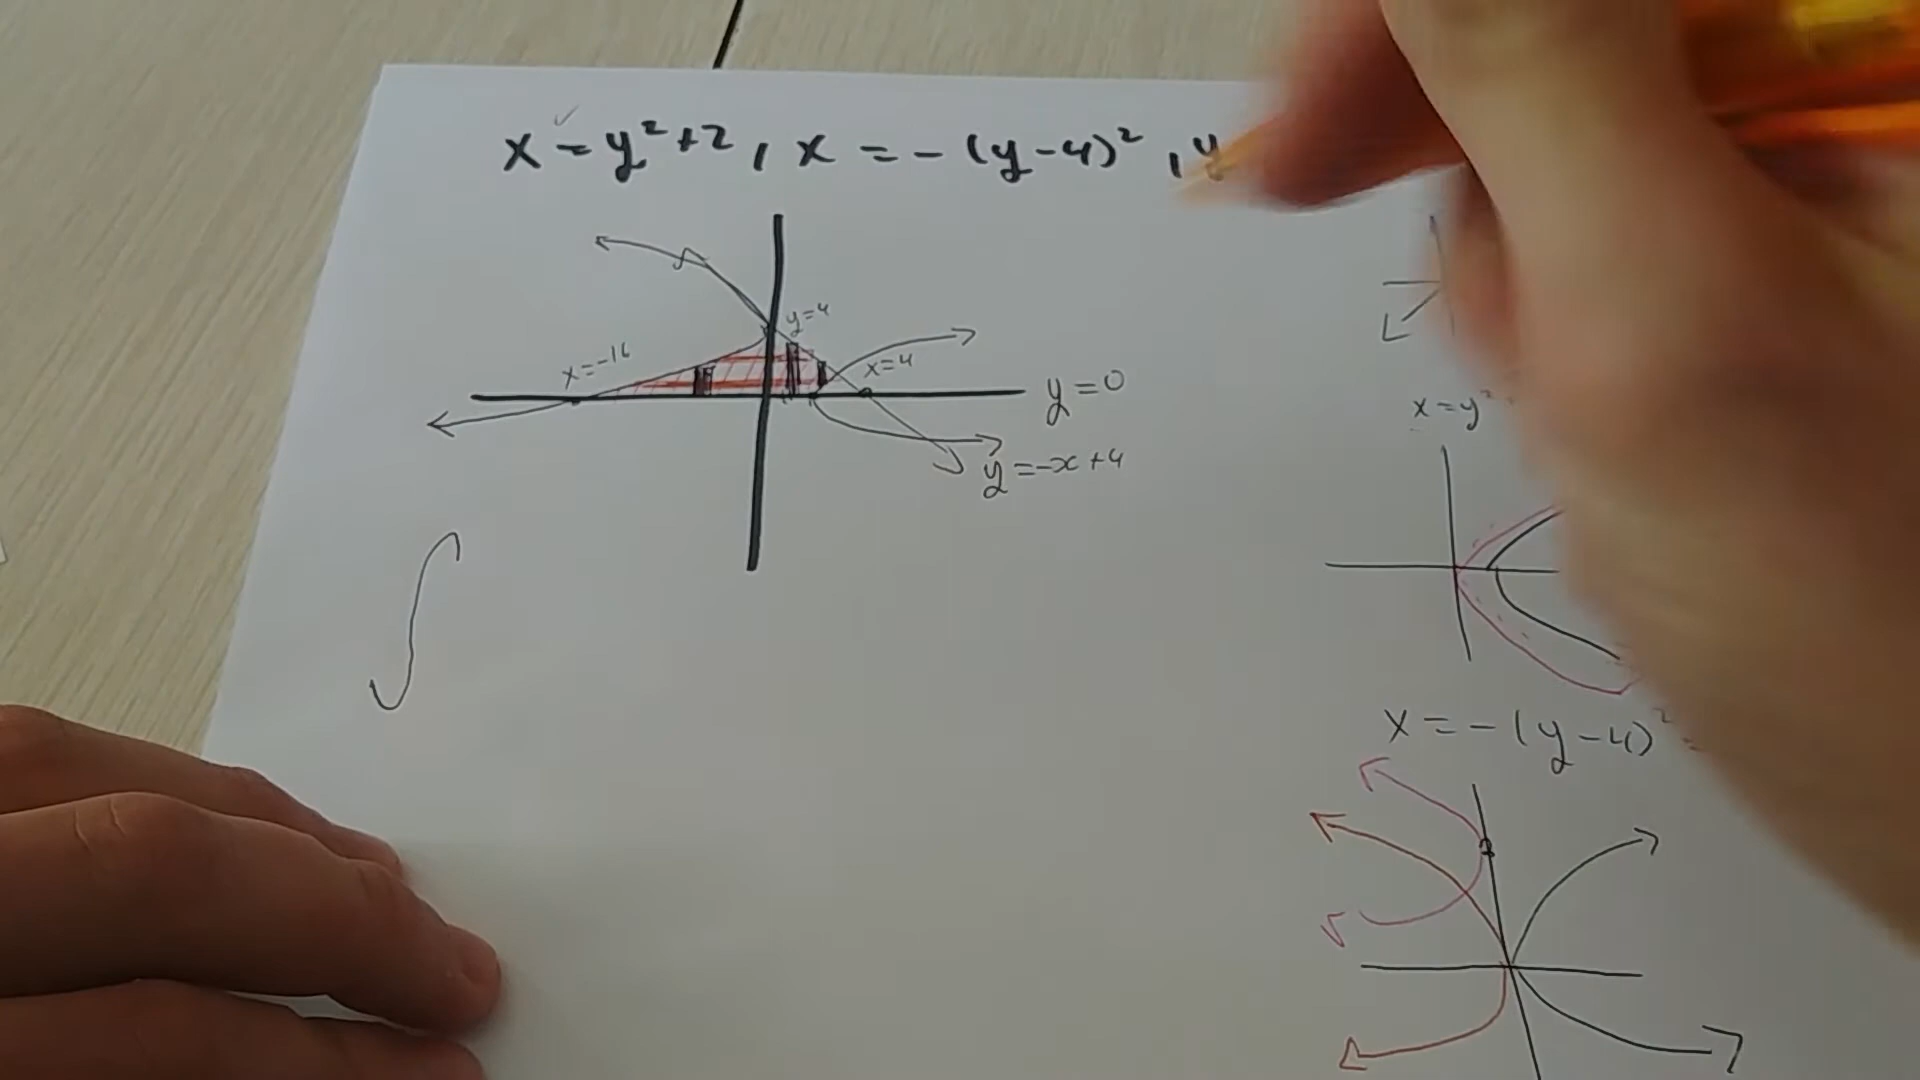 x = y² + 2 , x = - (y-4)² , y
y=4
x=-16
x=4
y=0
y=-x+4
∫
x=y²
x = - (y-4)²